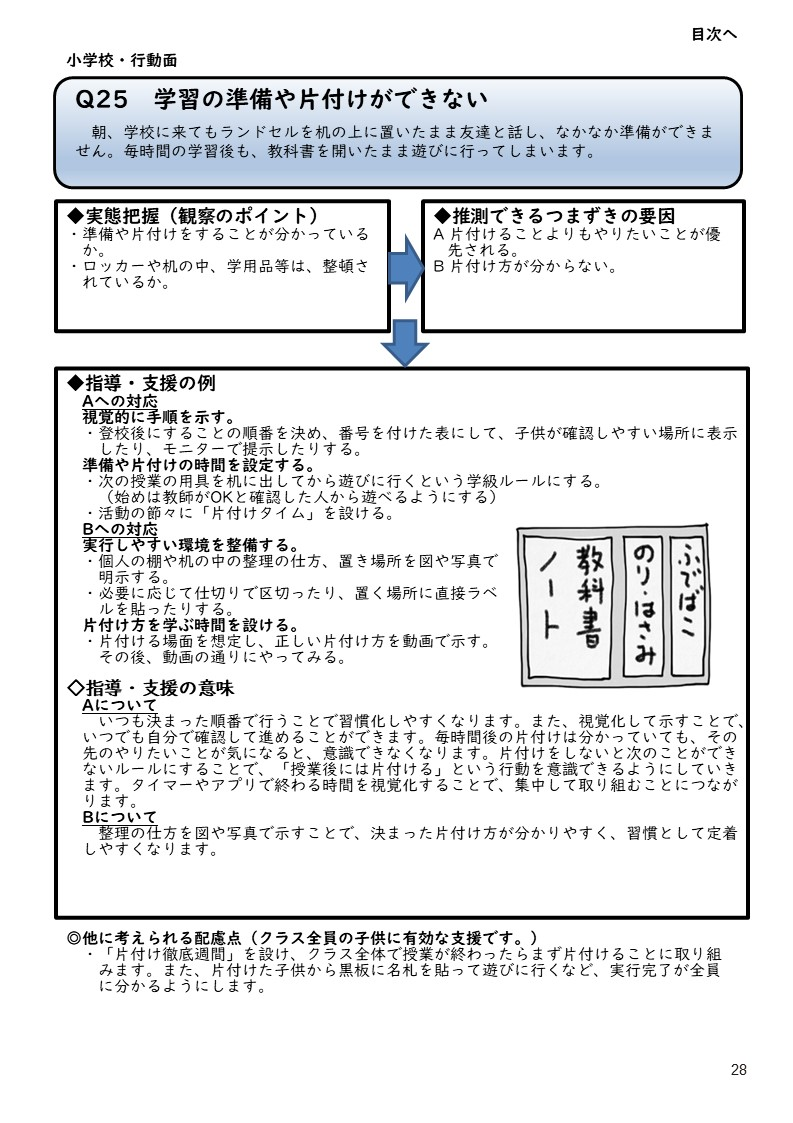 目次へ
小学校・行動面
Q25　学習の準備や片付けができない
　朝、学校に来てもランドセルを机の上に置いたまま友達と話し、なかなか準備ができま
せん。毎時間の学習後も、教科書を開いたまま遊びに行ってしまいます。
◆実態把握（観察のポイント）
・準備や片付けをすることが分かっている
か。
・ロッカーや机の中、学用品等は、整頓さ
れているか。
◆推測できるつまずきの要因
A 片付けることよりもやりたいことが優
先される。
B 片付け方が分からない。
◆指導・支援の例
Aへの対応
視覚的に手順を示す。
・登校後にすることの順番を決め、番号を付けた表にして、子供が確認しやすい場所に表示
したり、モニターで提示したりする。
準備や片付けの時間を設定する。
・次の授業の用具を机に出してから遊びに行くという学級ルールにする。
（始めは教師がOKと確認した人から遊べるようにする）
・活動の節々に「片付けタイム」を設ける。
Bへの対応
実行しやすい環境を整備する。
・個人の棚や机の中の整理の仕方、置き場所を図や写真で
明示する。
・必要に応じて仕切りで区切ったり、置く場所に直接ラベ
ルを貼ったりする。
片付け方を学ぶ時間を設ける。
・片付ける場面を想定し、正しい片付け方を動画で示す。
その後、動画の通りにやってみる。
ふでばこ
のり・はさみ
教科書
ノート
◇指導・支援の意味
Aについて
　いつも決まった順番で行うことで習慣化しやすくなります。また、視覚化して示すことで、
いつでも自分で確認して進めることができます。毎時間後の片付けは分かっていても、その
先のやりたいことが気になると、意識できなくなります。片付けをしないと次のことができ
ないルールにすることで、「授業後には片付ける」という行動を意識できるようにしていき
ます。タイマーやアプリで終わる時間を視覚化することで、集中して取り組むことにつなが
ります。
Bについて
　整理の仕方を図や写真で示すことで、決まった片付け方が分かりやすく、習慣として定着
しやすくなります。
◎他に考えられる配慮点（クラス全員の子供に有効な支援です。）
・「片付け徹底週間」を設け、クラス全体で授業が終わったらまず片付けることに取り組
みます。また、片付けた子供から黒板に名札を貼って遊びに行くなど、実行完了が全員
に分かるようにします。
28